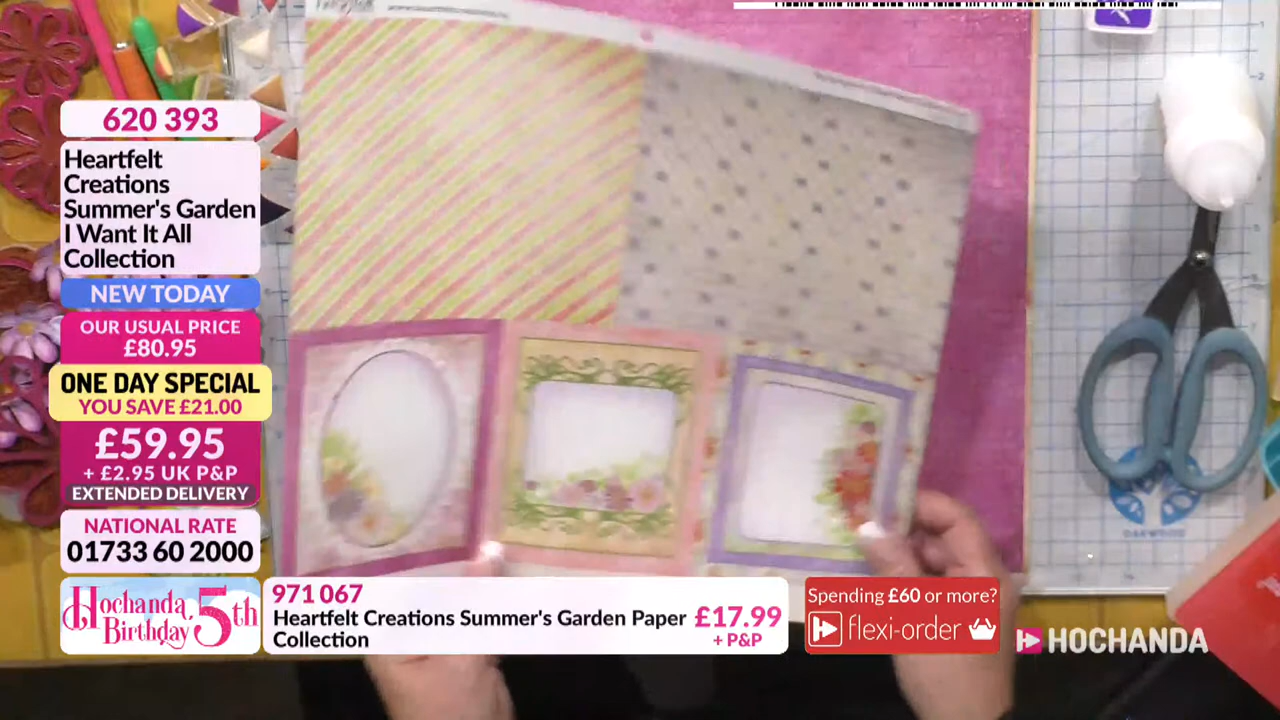 620 393
Heartfelt
Creations
Summer's Garden
I Want It All
Collection
NEW TODAY
OUR USUAL PRICE
£80.95
ONE DAY SPECIAL
YOU SAVE £21.00
£59.95
+ £2.95 UK P&P
EXTENDED DELIVERY
NATIONAL RATE
01733 60 2000
Hochanda
Birthday
5th
971 067
Heartfelt Creations Summer's Garden Paper
Collection
£17.99
+ P&P
Spending £60 or more?
flexi-order
HOCHANDA